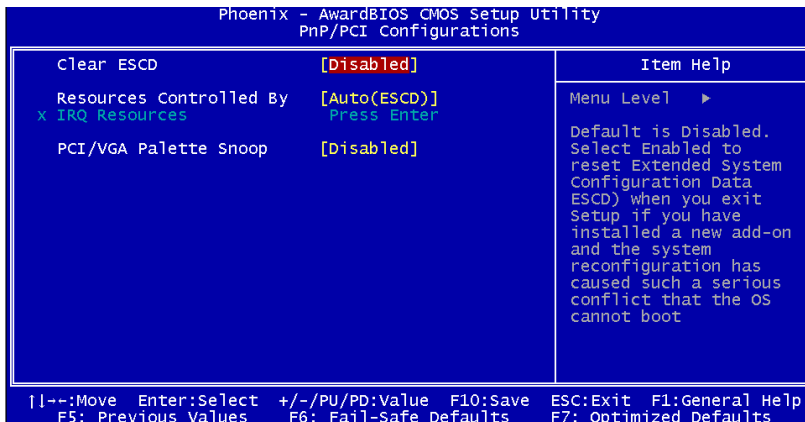 Phoenix - AwardBIOS CMOS Setup Utility
PnP/PCI Configurations
Clear ESCD [Disabled]
Resources Controlled By [Auto(ESCD)]
x IRQ Resources Press Enter
PCI/VGA Palette Snoop [Disabled]
Item Help
Menu Level ►
Default is Disabled.
Select Enabled to
reset Extended System
Configuration Data
ESCD) when you exit
Setup if you have
installed a new add-on
and the system
reconfiguration has
caused such a serious
conflict that the OS
cannot boot
↑↓→←:Move Enter:Select +/-/PU/PD:Value F10:Save ESC:Exit F1:General Help
F5: Previous Values F6: Fail-Safe Defaults F7: Optimized Defaults